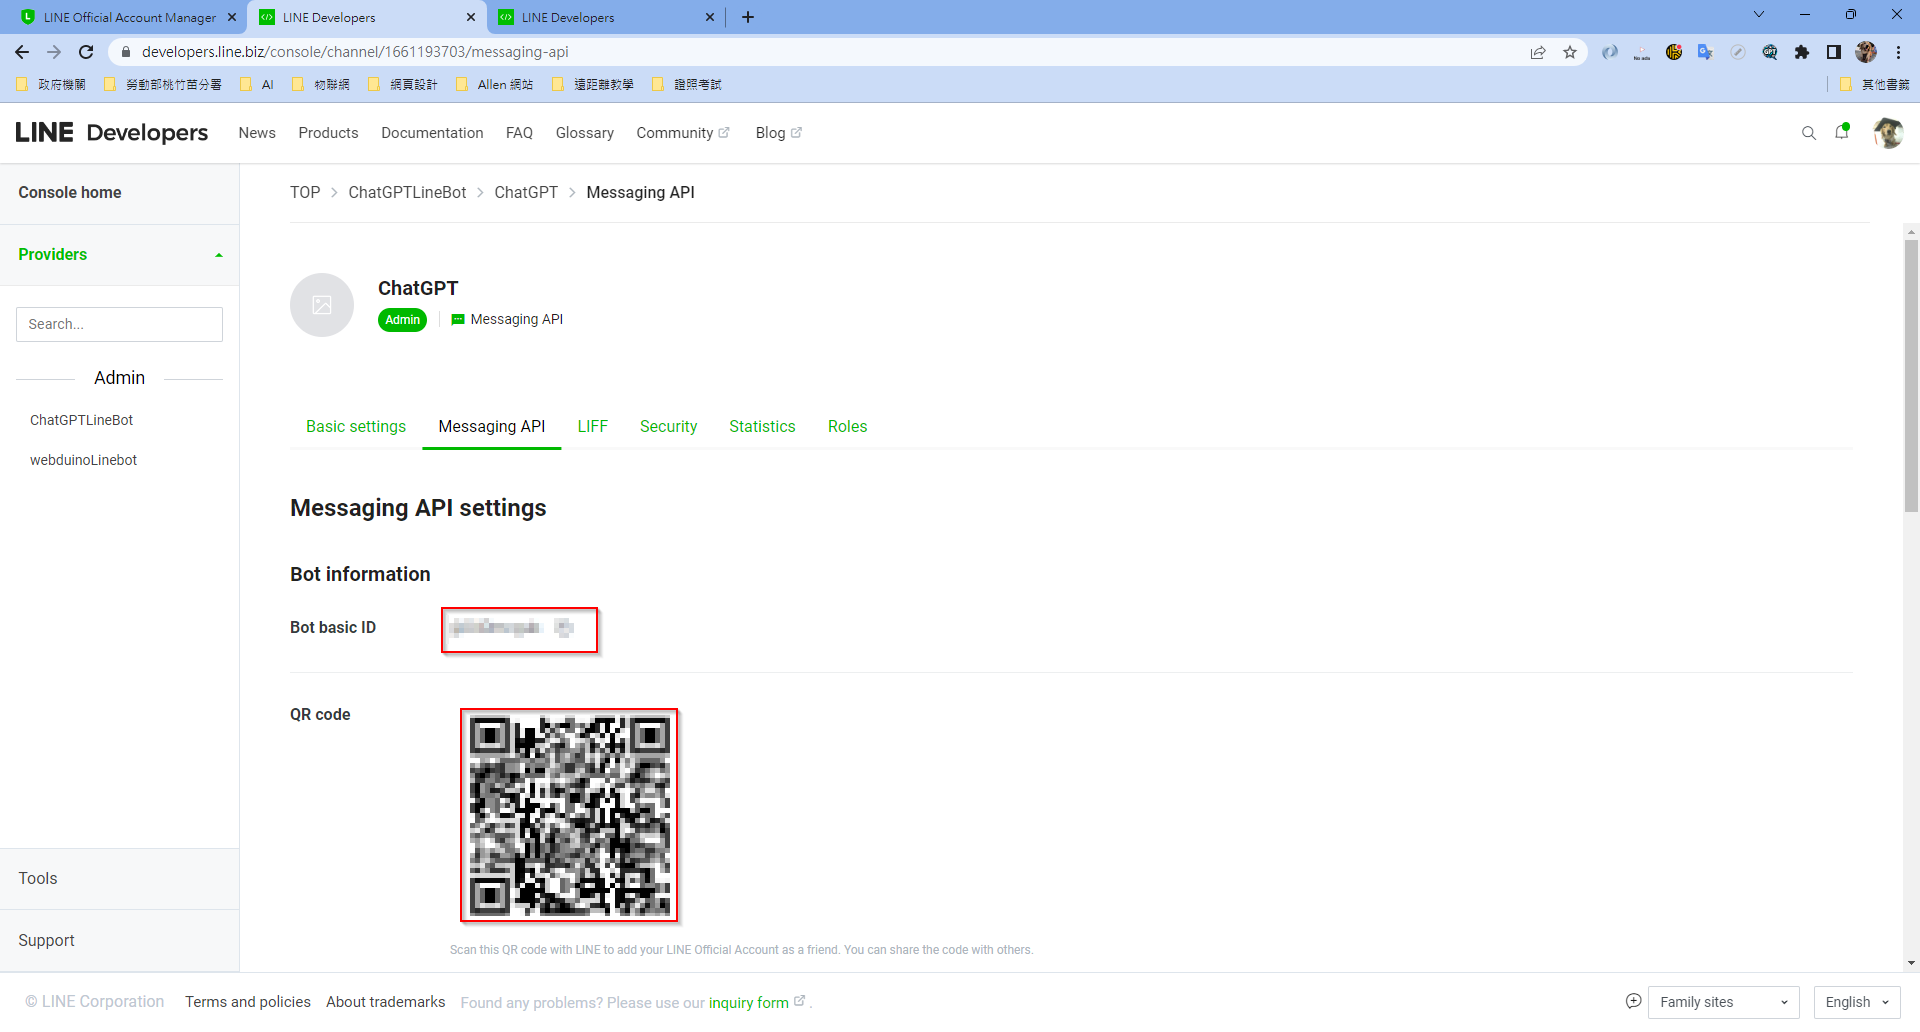 LINE Official Account Manager
LINE Developers
LINE Developers
developers.line.biz/console/channel/1661193703/messaging-api
政府機關
勞動部桃竹苗分署
AI
物聯網
網頁設計
Allen 網站
遠距離教學
證照考試
其他書籤
LINE Developers
News
Products
Documentation
FAQ
Glossary
Community
Blog
Console home
TOP > ChatGPTLineBot > ChatGPT > Messaging API
Providers
Search...
Admin
ChatGPTLineBot
webduinoLinebot
ChatGPT
Admin
Messaging API
Basic settings
Messaging API
LIFF
Security
Statistics
Roles
Messaging API settings
Bot information
Bot basic ID
QR code
Scan this QR code with LINE to add your LINE Official Account as a friend. You can share the code with others.
Tools
Support
© LINE Corporation
Terms and policies
About trademarks
Found any problems? Please use our inquiry form .
Family sites
English